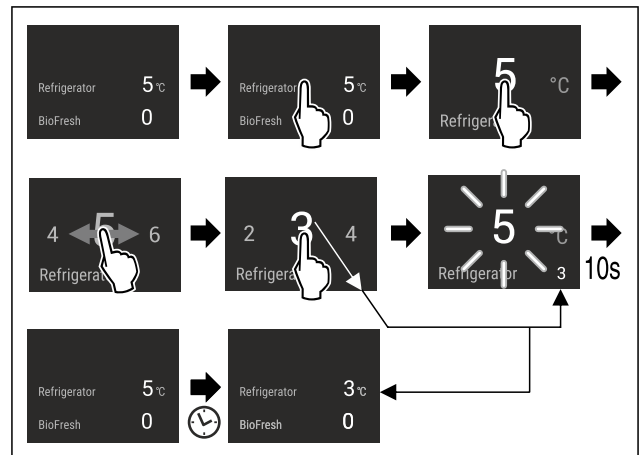 Refrigerator 5 °C
BioFresh 0
Refrigerator 5 °C
BioFresh 0
5 °C
Refriger
4 5 6
Refrigerat
2 3 4
Refrigera
5 °C
Refrigerator 3
10s
Refrigerator 5 °C
BioFresh 0
Refrigerator 3 °C
BioFresh 0